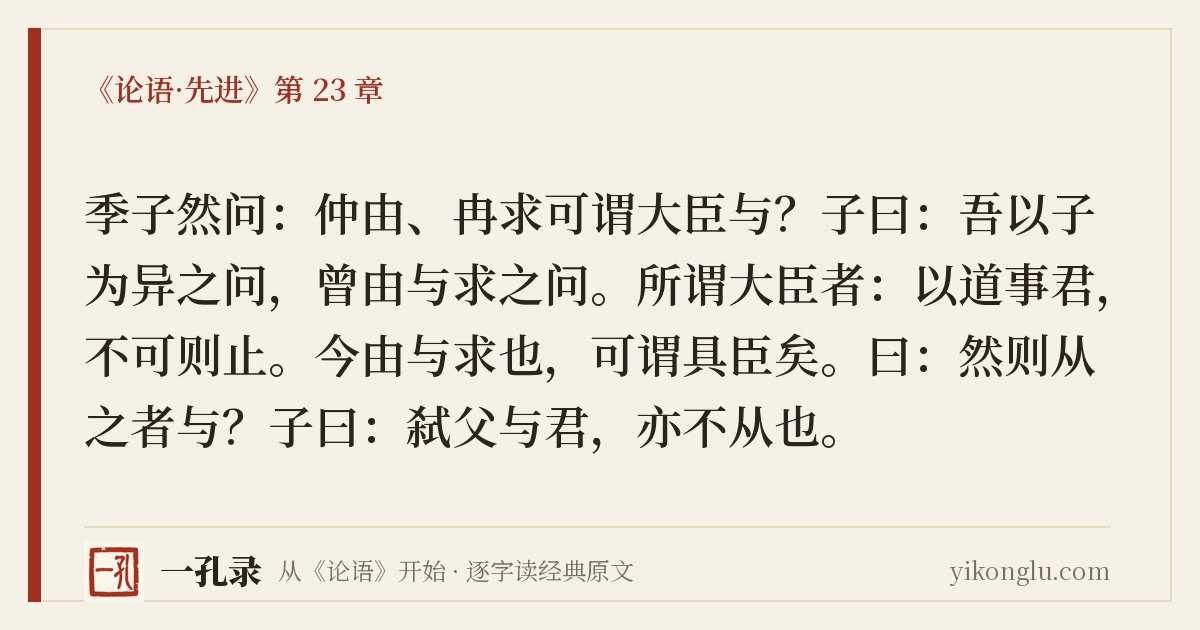 《论语·先进》第 23 章
季子然问：仲由、冉求可谓大臣与？子曰：吾以子
为异之问，曾由与求之问。所谓大臣者：以道事君，
不可则止。今由与求也，可谓具臣矣。曰：然则从
之者与？子曰：弑父与君，亦不从也。
一孔
一孔录 从《论语》开始 · 逐字读经典原文 yikonglu.com